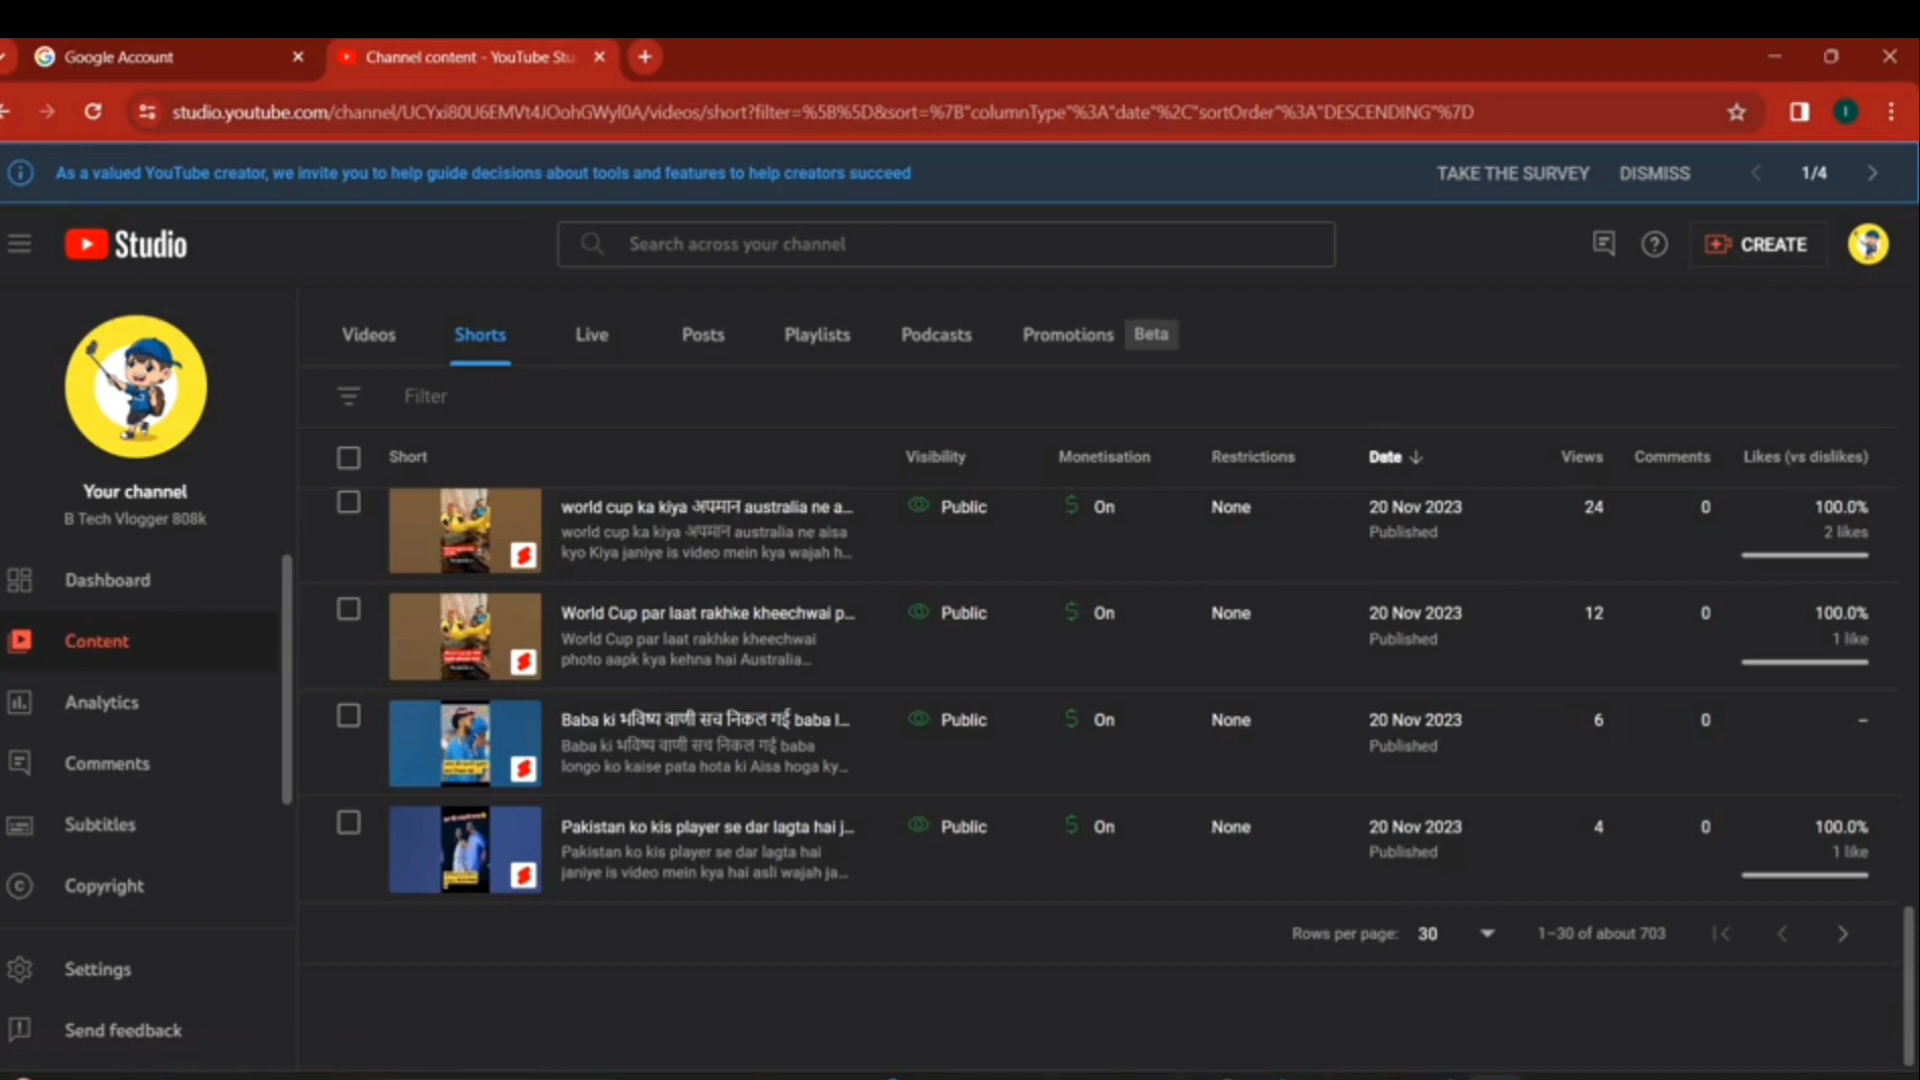 Google Account
Channel content - YouTube Stu
studio.youtube.com/channel/UCYxi80U6EMVt4JOohGWyl0A/videos/short?filter=%5B%5D&sort=%7B"columnType"%3A"date"%2C"sortOrder"%3A"DESCENDING"%7D
As a valued YouTube creator, we invite you to help guide decisions about tools and features to help creators succeed
TAKE THE SURVEY
DISMISS
1/4
Studio
Search across your channel
CREATE
Your channel
B Tech Vlogger 808k
Dashboard
Content
Analytics
Comments
Subtitles
Copyright
Settings
Send feedback
Videos
Shorts
Live
Posts
Playlists
Podcasts
Promotions
Beta
Filter
Short
Visibility
Monetisation
Restrictions
Date
Views
Comments
Likes (vs dislikes)
world cup ka kiya अपमान australia ne a...
world cup ka kiya अपमान australia ne aisa
kyo Kiya janiye is video mein kya wajah h...
Public
On
None
20 Nov 2023
Published
24
0
100.0%
2 likes
World Cup par laat rakhke kheechwai p...
World Cup par laat rakhke kheechwai
photo aapk kya kehna hai Australia...
Public
On
None
20 Nov 2023
Published
12
0
100.0%
1 like
Baba ki भविष्य वाणी सच निकल गई baba l...
Baba ki भविष्य वाणी सच निकल गई baba
longo ko kaise pata hota ki Aisa hoga ky...
Public
On
None
20 Nov 2023
Published
6
0
–
Pakistan ko kis player se dar lagta hai j...
Pakistan ko kis player se dar lagta hai
janiye is video mein kya hai asli wajah ja...
Public
On
None
20 Nov 2023
Published
4
0
100.0%
1 like
Rows per page: 30
1–30 of about 703